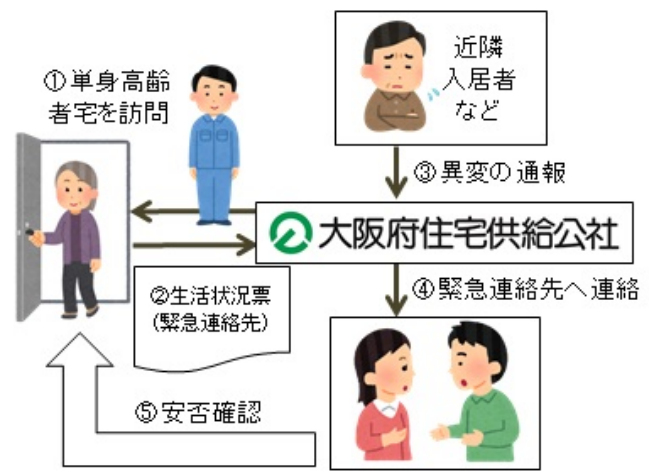 ①単身高齢
者宅を訪問
近隣
入居者
など
③異変の通報
大阪府住宅供給公社
②生活状況票
(緊急連絡先)
④緊急連絡先へ連絡
⑤安否確認